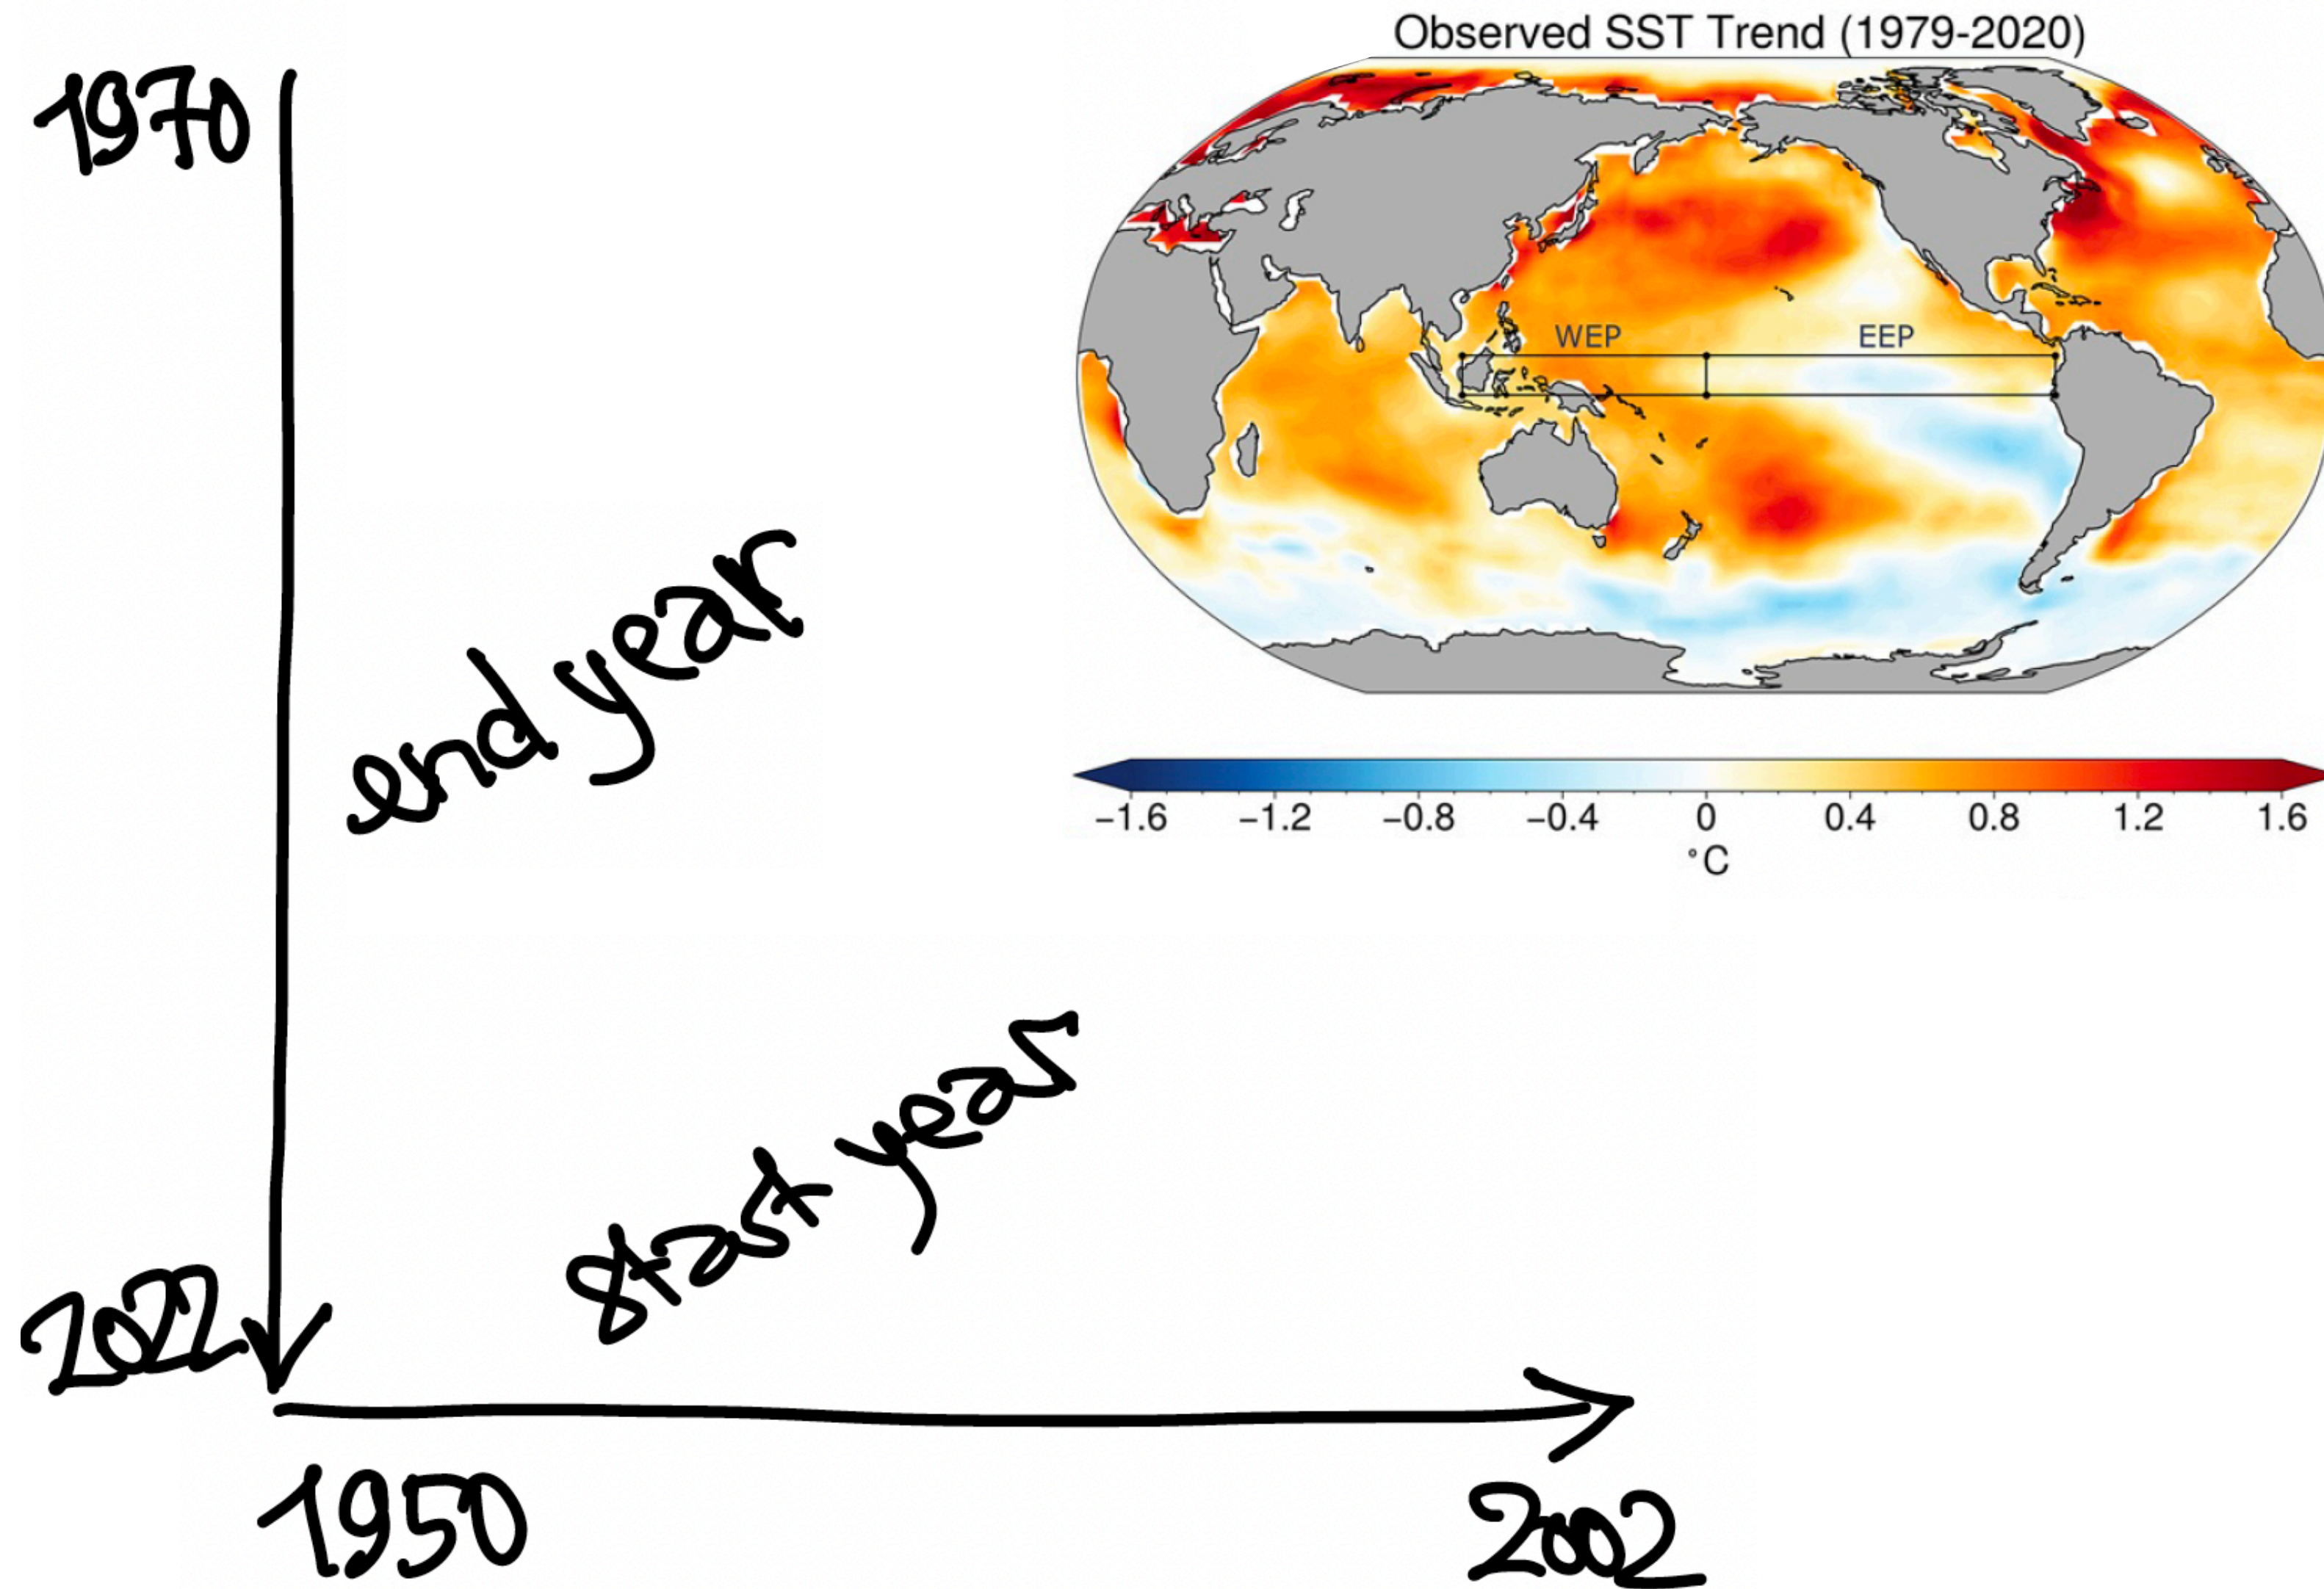 Observed SST Trend (1979-2020)
1970
WEP
EEP
end year
−1.6 −1.2 −0.8 −0.4 0 0.4 0.8 1.2 1.6
°C
start year
2022
1950
2002